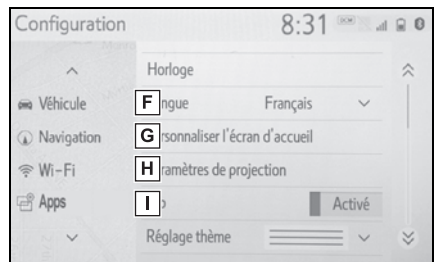 Configuration 8:31
Horloge
Véhicule
F ngue Français
Navigation
G rsonnaliser l'écran d'accueil
Wi-Fi
H ramètres de projection
Apps
I Activé
Réglage thème